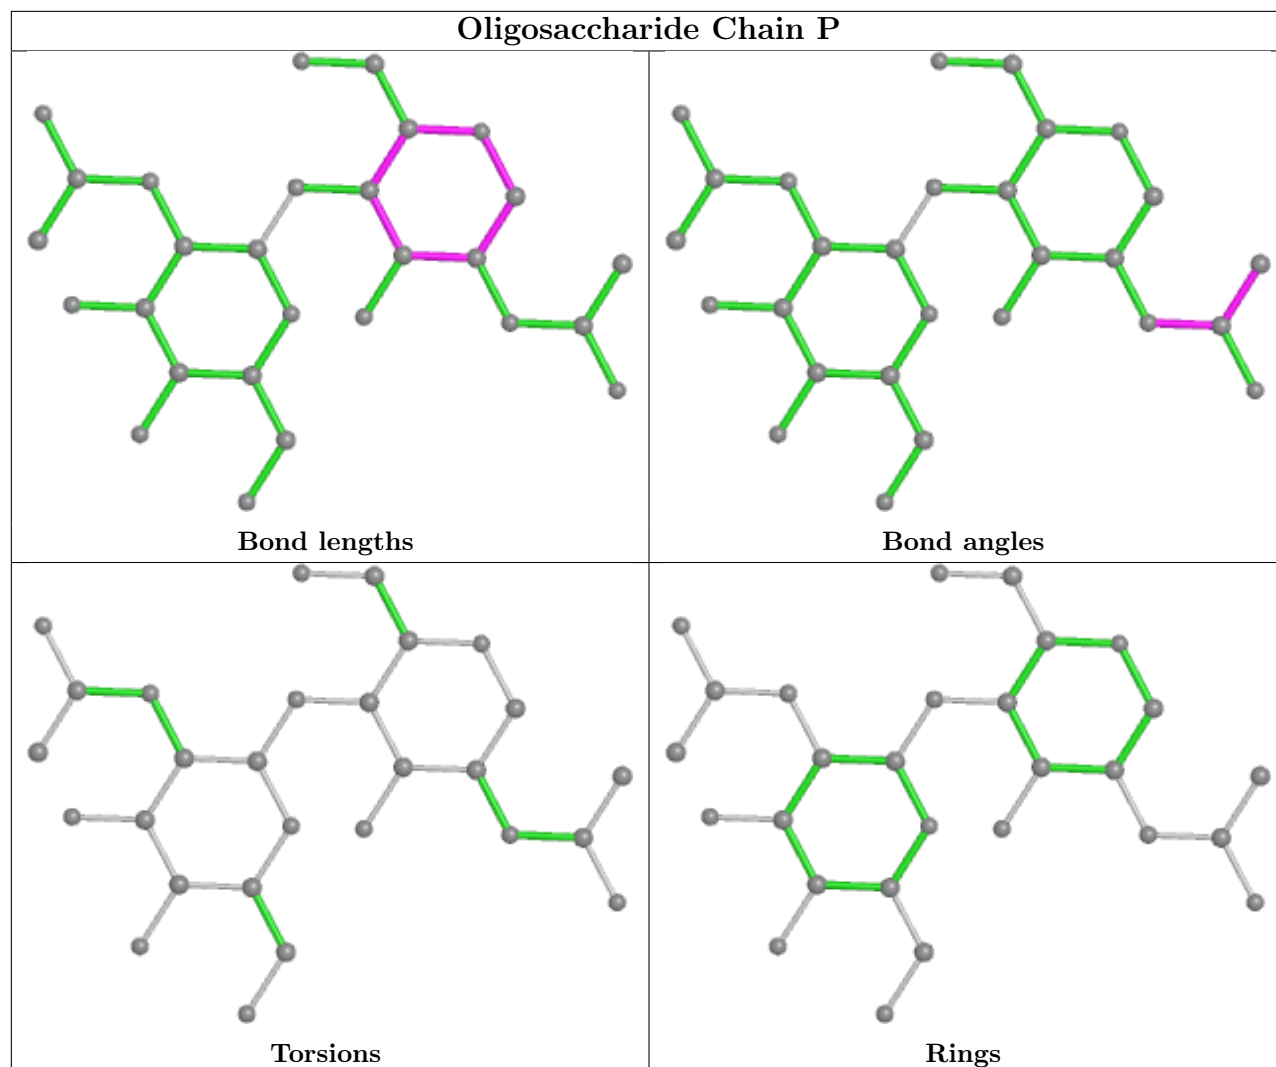 Oligosaccharide Chain P
Bond lengths
Bond angles
Torsions
Rings